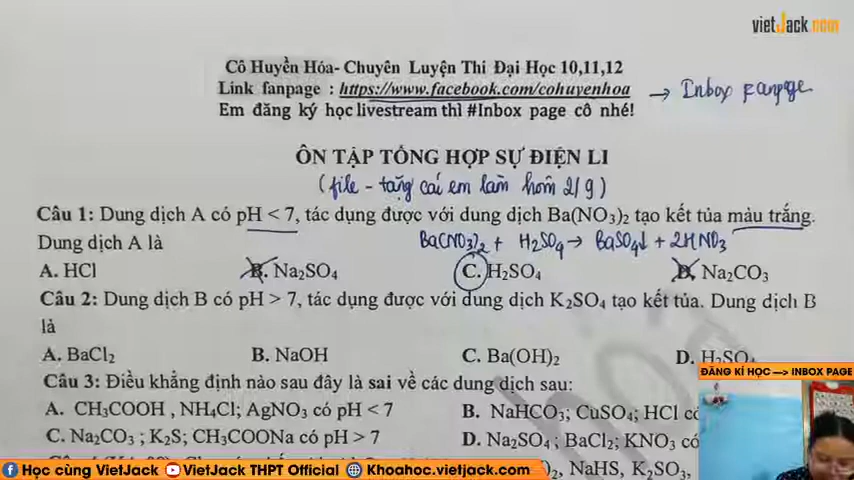 vietJack.com
Cô Huyền Hóa- Chuyên Luyện Thi Đại Học 10,11,12
Link fanpage : https://www.facebook.com/cohuyenhoa → Inbox fanpage
Em đăng ký học livestream thì #Inbox page cô nhé!
ÔN TẬP TỔNG HỢP SỰ ĐIỆN LI
(file - tặng các em làm hôm 2/9)
Câu 1: Dung dịch A có pH < 7, tác dụng được với dung dịch Ba(NO₃)₂ tạo kết tủa màu trắng.
Dung dịch A là Ba(NO₃)₂ + H₂SO₄ → BaSO₄↓ + 2HNO₃
A. HCl B. Na₂SO₄ C. H₂SO₄ D. Na₂CO₃
Câu 2: Dung dịch B có pH > 7, tác dụng được với dung dịch K₂SO₄ tạo kết tủa. Dung dịch B
là
A. BaCl₂ B. NaOH C. Ba(OH)₂ D. H₂SO₄
ĐĂNG KÍ HỌC ---> INBOX PAGE
Câu 3: Điều khẳng định nào sau đây là sai về các dung dịch sau:
A. CH₃COOH , NH₄Cl; AgNO₃ có pH < 7 B. NaHCO₃; CuSO₄; HCl có
C. Na₂CO₃ ; K₂S; CH₃COONa có pH > 7 D. Na₂SO₄ ; BaCl₂; KNO₃ có
)₂, NaHS, K₂SO₃,
Học cùng VietJack VietJack THPT Official Khoahoc.vietjack.com